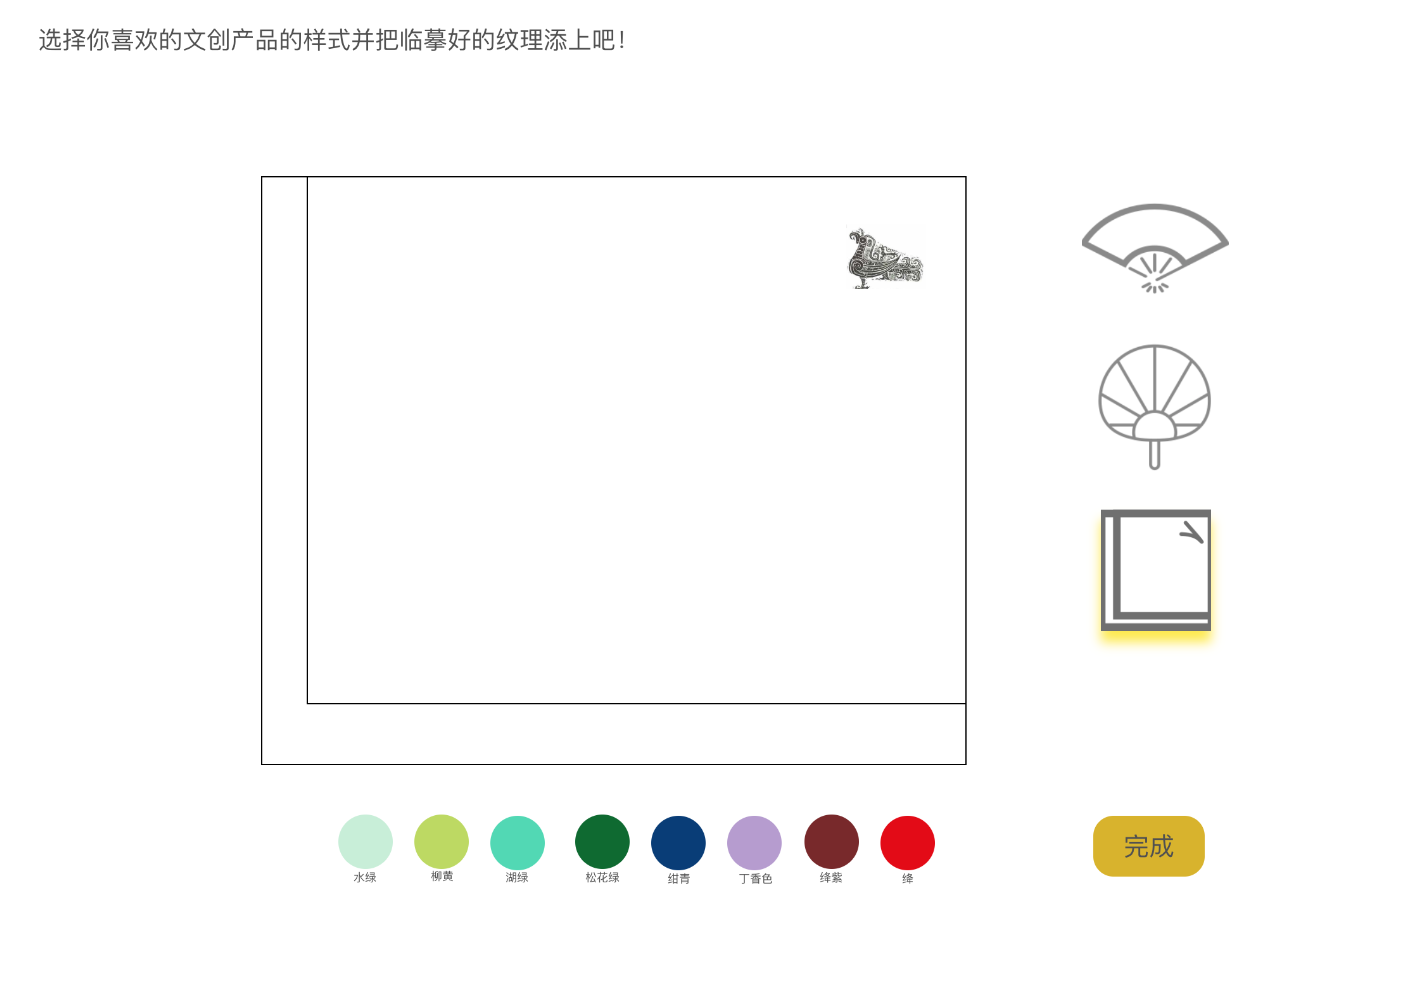 选择你喜欢的文创产品的样式并把临摹好的纹理添上吧！
水绿
柳黄
湖绿
松花绿
绀青
丁香色
绛紫
绛
完成